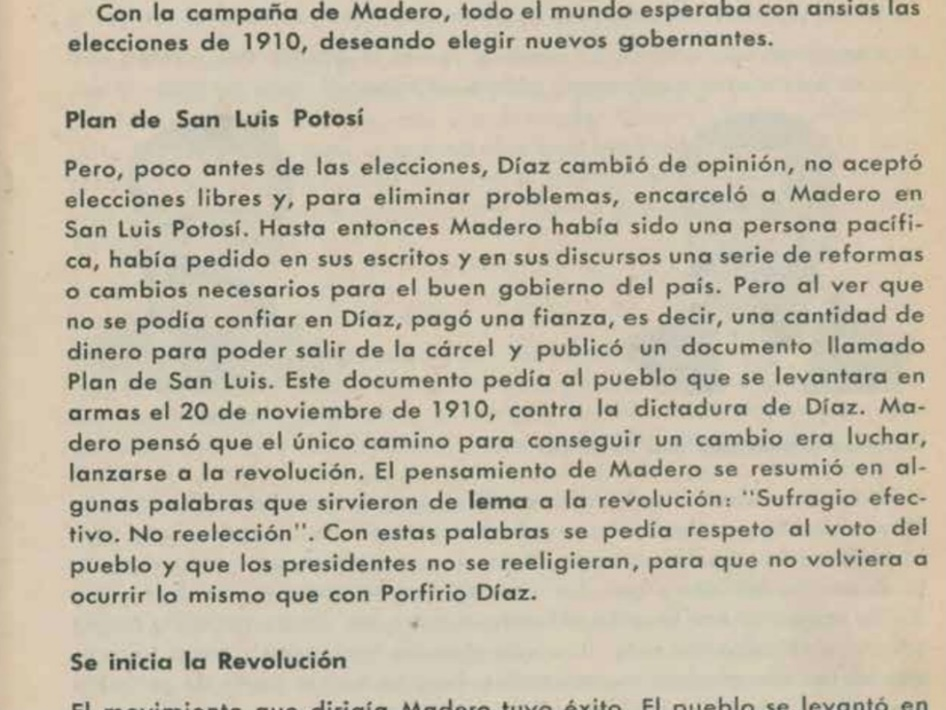 Con la campaña de Madero, todo el mundo esperaba con ansias las
elecciones de 1910, deseando elegir nuevos gobernantes.
Plan de San Luis Potosí
Pero, poco antes de las elecciones, Díaz cambió de opinión, no aceptó
elecciones libres y, para eliminar problemas, encarceló a Madero en
San Luis Potosí. Hasta entonces Madero había sido una persona pacífi-
ca, había pedido en sus escritos y en sus discursos una serie de reformas
o cambios necesarios para el buen gobierno del país. Pero al ver que
no se podía confiar en Díaz, pagó una fianza, es decir, una cantidad de
dinero para poder salir de la cárcel y publicó un documento llamado
Plan de San Luis. Este documento pedía al pueblo que se levantara en
armas el 20 de noviembre de 1910, contra la dictadura de Díaz. Ma-
dero pensó que el único camino para conseguir un cambio era luchar,
lanzarse a la revolución. El pensamiento de Madero se resumió en al-
gunas palabras que sirvieron de lema a la revolución: "Sufragio efec-
tivo. No reelección". Con estas palabras se pedía respeto al voto del
pueblo y que los presidentes no se reeligieran, para que no volviera a
ocurrir lo mismo que con Porfirio Díaz.
Se inicia la Revolución
El movimiento que dirigía Madero tuvo éxito. El pueblo se levantó en